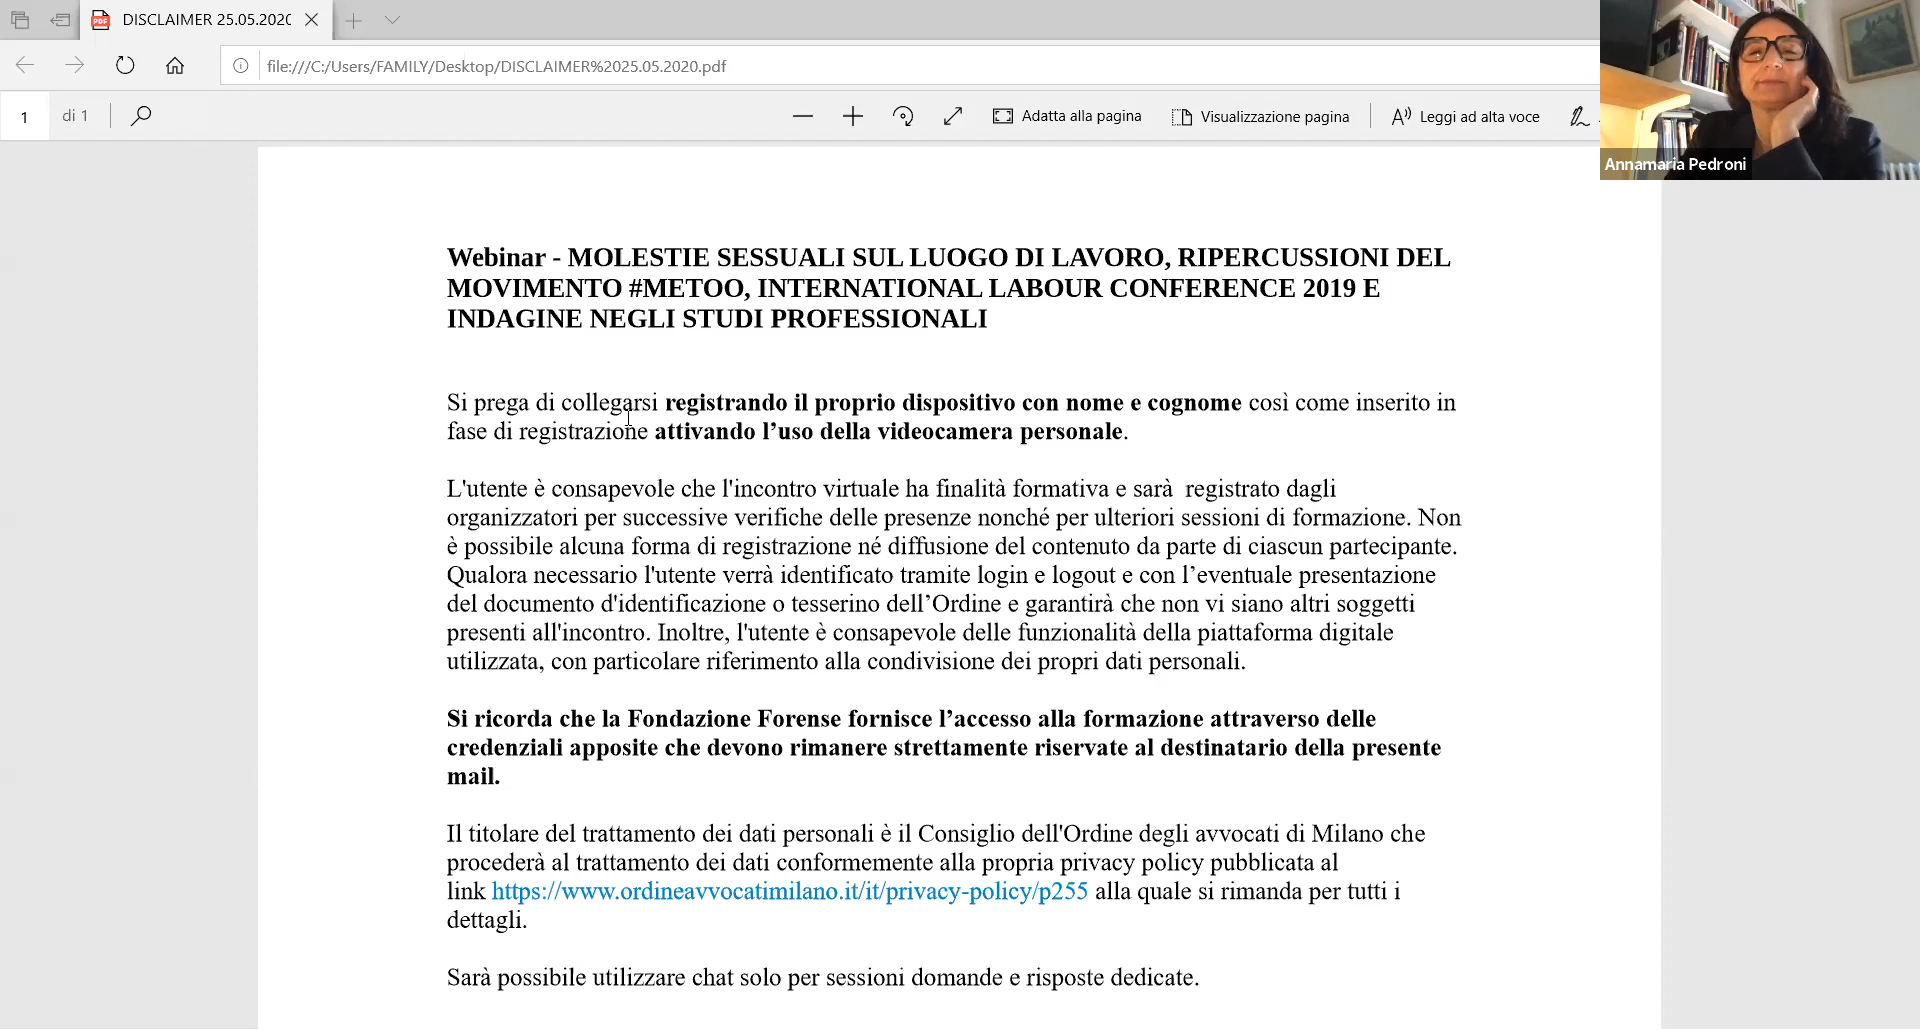 DISCLAIMER 25.05.2020
file:///C:/Users/FAMILY/Desktop/DISCLAIMER%2025.05.2020.pdf
1 di 1 Adatta alla pagina Visualizzazione pagina Leggi ad alta voce
Annamaria Pedroni
Webinar - MOLESTIE SESSUALI SUL LUOGO DI LAVORO, RIPERCUSSIONI DEL
MOVIMENTO #METOO, INTERNATIONAL LABOUR CONFERENCE 2019 E
INDAGINE NEGLI STUDI PROFESSIONALI
Si prega di collegarsi registrando il proprio dispositivo con nome e cognome così come inserito in
fase di registrazione attivando l’uso della videocamera personale.
L'utente è consapevole che l'incontro virtuale ha finalità formativa e sarà  registrato dagli
organizzatori per successive verifiche delle presenze nonché per ulteriori sessioni di formazione. Non
è possibile alcuna forma di registrazione né diffusione del contenuto da parte di ciascun partecipante.
Qualora necessario l'utente verrà identificato tramite login e logout e con l’eventuale presentazione
del documento d'identificazione o tesserino dell’Ordine e garantirà che non vi siano altri soggetti
presenti all'incontro. Inoltre, l'utente è consapevole delle funzionalità della piattaforma digitale
utilizzata, con particolare riferimento alla condivisione dei propri dati personali.
Si ricorda che la Fondazione Forense fornisce l’accesso alla formazione attraverso delle
credenziali apposite che devono rimanere strettamente riservate al destinatario della presente
mail.
Il titolare del trattamento dei dati personali è il Consiglio dell'Ordine degli avvocati di Milano che
procederà al trattamento dei dati conformemente alla propria privacy policy pubblicata al
link https://www.ordineavvocatimilano.it/it/privacy-policy/p255 alla quale si rimanda per tutti i
dettagli.
Sarà possibile utilizzare chat solo per sessioni domande e risposte dedicate.